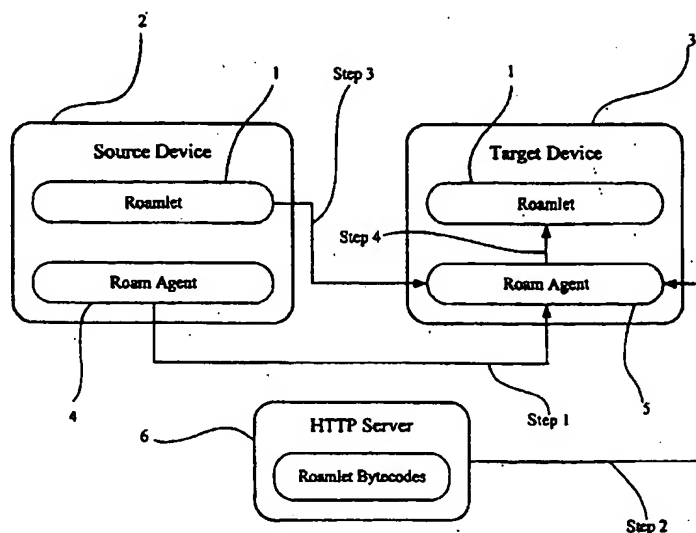 2
3
1
1
Step 3
Source Device
Target Device
Roamlet
Roamlet
Step 4
Roam Agent
Roam Agent
4
5
Step 1
6
HTTP Server
Roamlet Bytecodes
Step 2